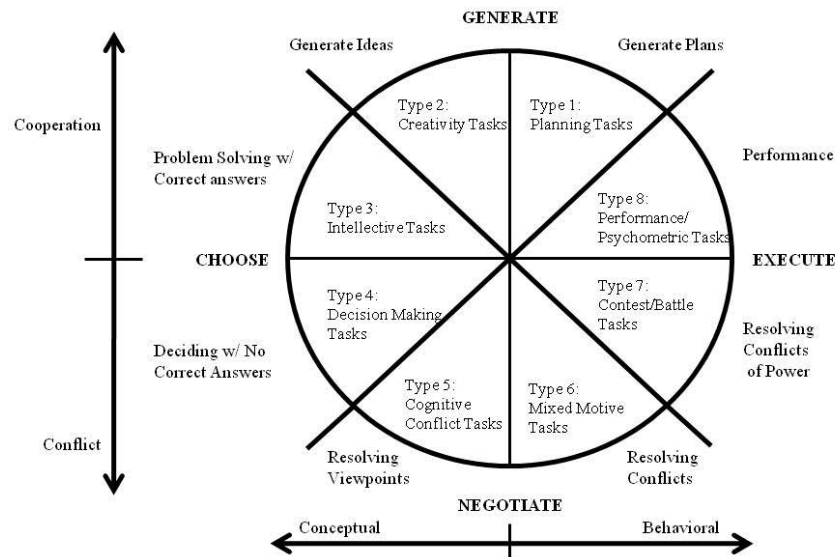 GENERATE
Generate Ideas
Generate Plans
Type 2:
Creativity Tasks
Type 1:
Planning Tasks
Cooperation
Problem Solving w/
Correct answers
Performance
Type 3:
Intellective Tasks
Type 8:
Performance/
Psychometric Tasks
CHOOSE
EXECUTE
Type 4:
Decision Making
Tasks
Type 7:
Contest/Battle
Tasks
Deciding w/ No
Correct Answers
Resolving
Conflicts
of Power
Type 5:
Cognitive
Conflict Tasks
Type 6:
Mixed Motive
Tasks
Conflict
Resolving
Viewpoints
Resolving
Conflicts
NEGOTIATE
Conceptual
Behavioral